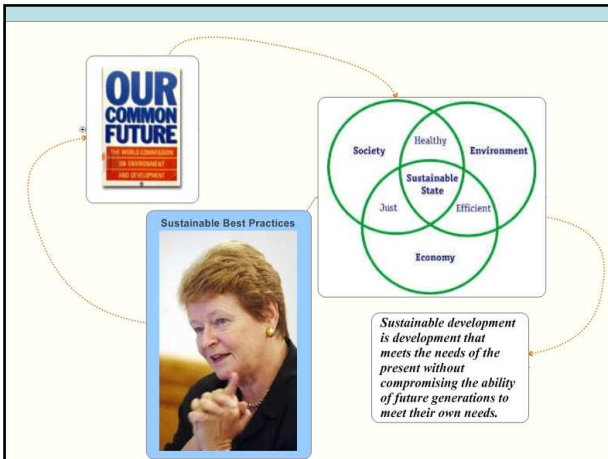 OUR
COMMON
FUTURE
THE WORLD COMMISSION
ON ENVIRONMENT
AND DEVELOPMENT
Healthy
Society
Environment
Sustainable
State
Just
Efficient
Economy
Sustainable Best Practices
Sustainable development
is development that
meets the needs of the
present without
compromising the ability
of future generations to
meet their own needs.